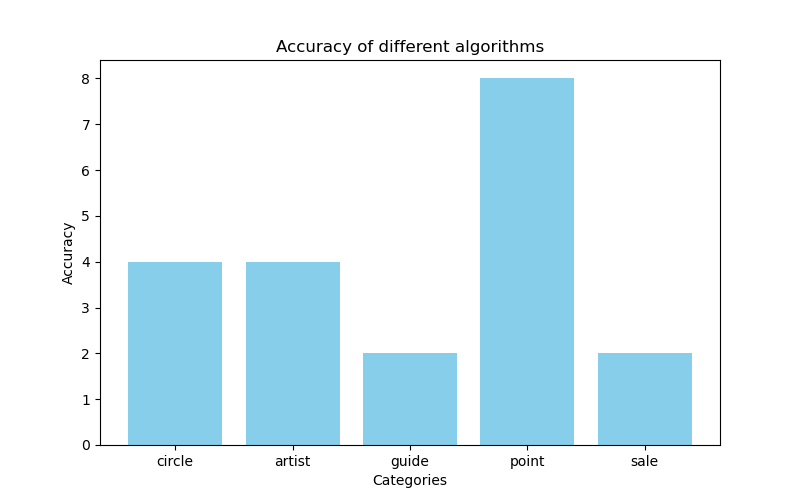 Accuracy of different algorithms
Accuracy
8
7
6
5
4
3
2
1
0
circle artist guide point sale
Categories